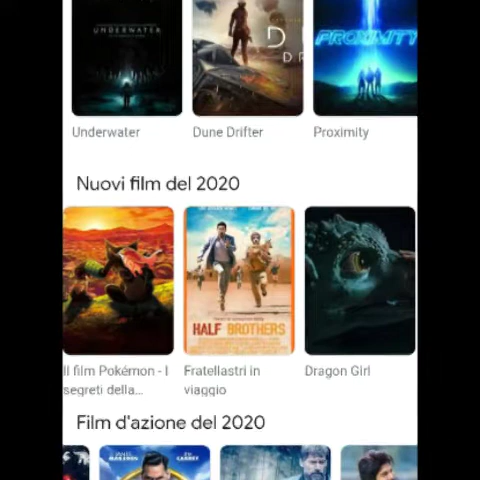 UNDERWATER
D
DR
PROXIMITY
Underwater
Dune Drifter
Proximity
Nuovi film del 2020
HALF BROTHERS
Il film Pokémon - I
segreti della...
Fratellastri in
viaggio
Dragon Girl
Film d'azione del 2020